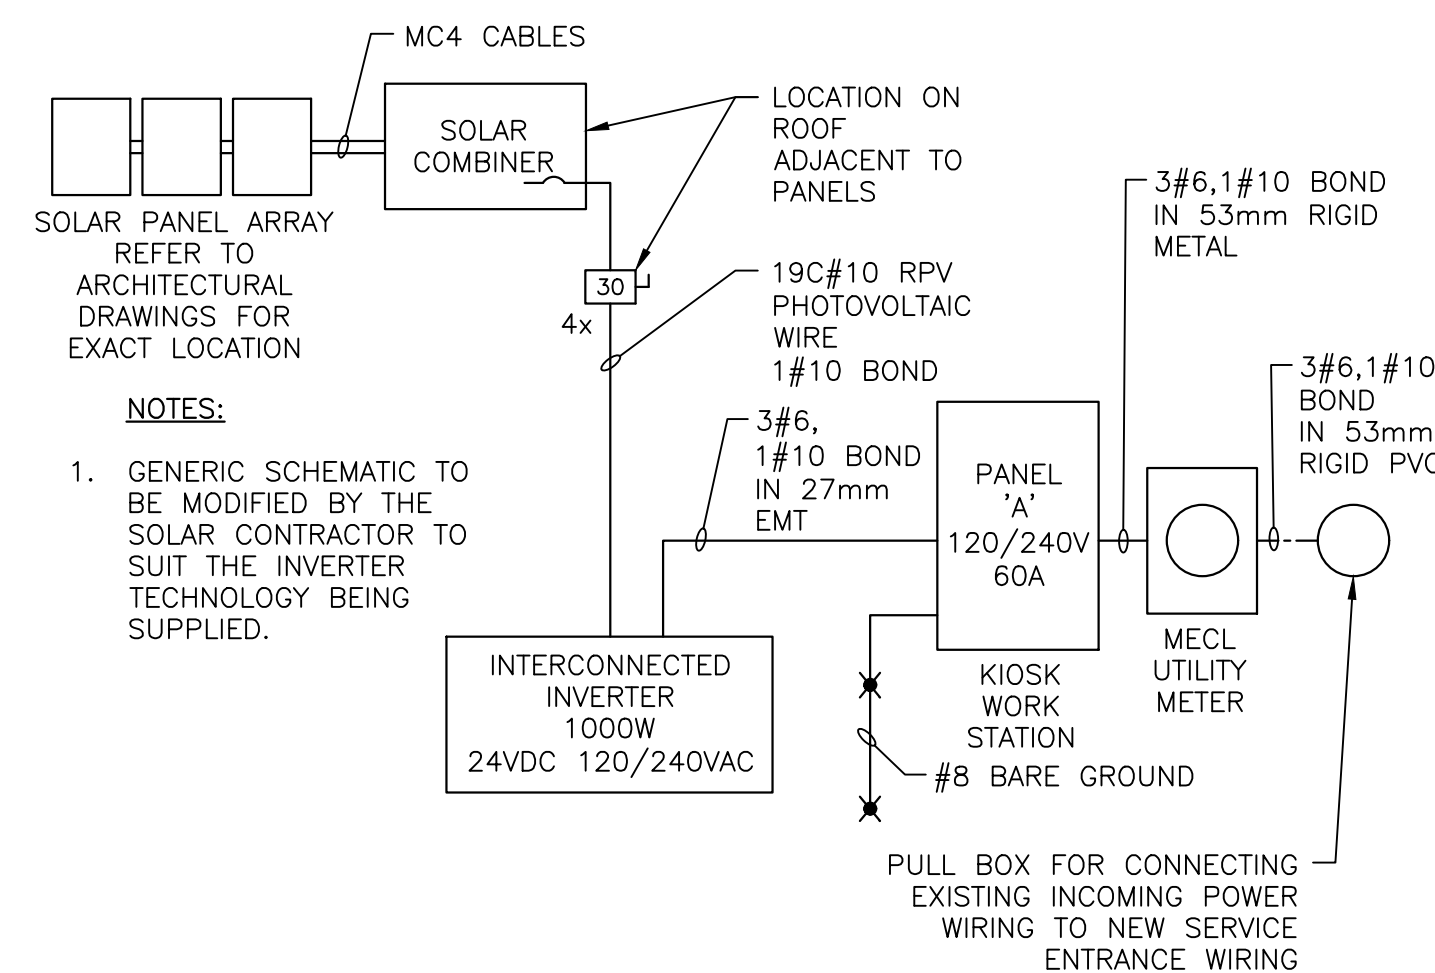 MC4 CABLES
SOLAR
COMBINER
LOCATION ON
ROOF
ADJACENT TO
PANELS
SOLAR PANEL ARRAY
REFER TO
ARCHITECTURAL
DRAWINGS FOR
EXACT LOCATION
30
4x
19C#10 RPV
PHOTOVOLTAIC
WIRE
1#10 BOND
3#6,1#10 BOND
IN 53mm RIGID
METAL
3#6,1#10
BOND
IN 53mm
RIGID PVC
NOTES:
1. GENERIC SCHEMATIC TO
BE MODIFIED BY THE
SOLAR CONTRACTOR TO
SUIT THE INVERTER
TECHNOLOGY BEING
SUPPLIED.
3#6,
1#10 BOND
IN 27mm
EMT
PANEL
'A'
120/240V
60A
KIOSK
WORK
STATION
MECL
UTILITY
METER
INTERCONNECTED
INVERTER
1000W
24VDC 120/240VAC
#8 BARE GROUND
PULL BOX FOR CONNECTING
EXISTING INCOMING POWER
WIRING TO NEW SERVICE
ENTRANCE WIRING